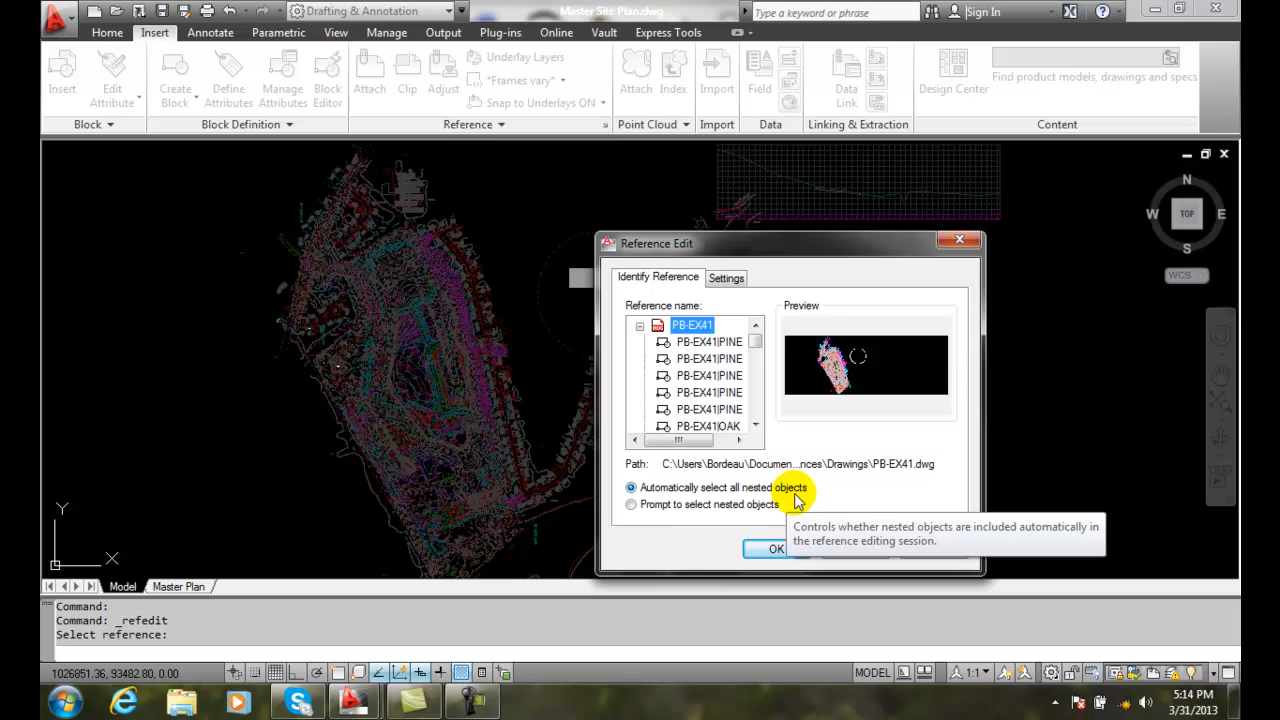 Drafting & Annotation
Master Site Plan.dwg
Type a keyword or phrase
Sign In
Home Insert Annotate Parametric View Manage Output Plug-ins Online Vault Express Tools
Insert
Edit Attribute
Create Block
Define Attributes
Manage Attributes
Block Editor
Attach
Clip
Adjust
Underlay Layers
*Frames vary*
Snap to Underlays ON
Attach
Index
Import
Field
Data Link
Design Center
Find product models, drawings and specs
Block
Block Definition
Reference
Point Cloud
Import
Data
Linking & Extraction
Content
N
W TOP E
S
WCS
Reference Edit
Identify Reference Settings
Reference name:
Preview
PB-EX41
PB-EX41|PINE
PB-EX41|PINE
PB-EX41|PINE
PB-EX41|PINE
PB-EX41|PINE
PB-EX41|OAK
Path: C:\Users\Bordeau\Documen...nces\Drawings\PB-EX41.dwg
Automatically select all nested objects
Prompt to select nested objects
Controls whether nested objects are included automatically in
the reference editing session.
OK
Y
X
Model Master Plan
Command:
Command: _refedit
Select reference:
1026851.36, 93482.80, 0.00
MODEL
1:1
5:14 PM
3/31/2013